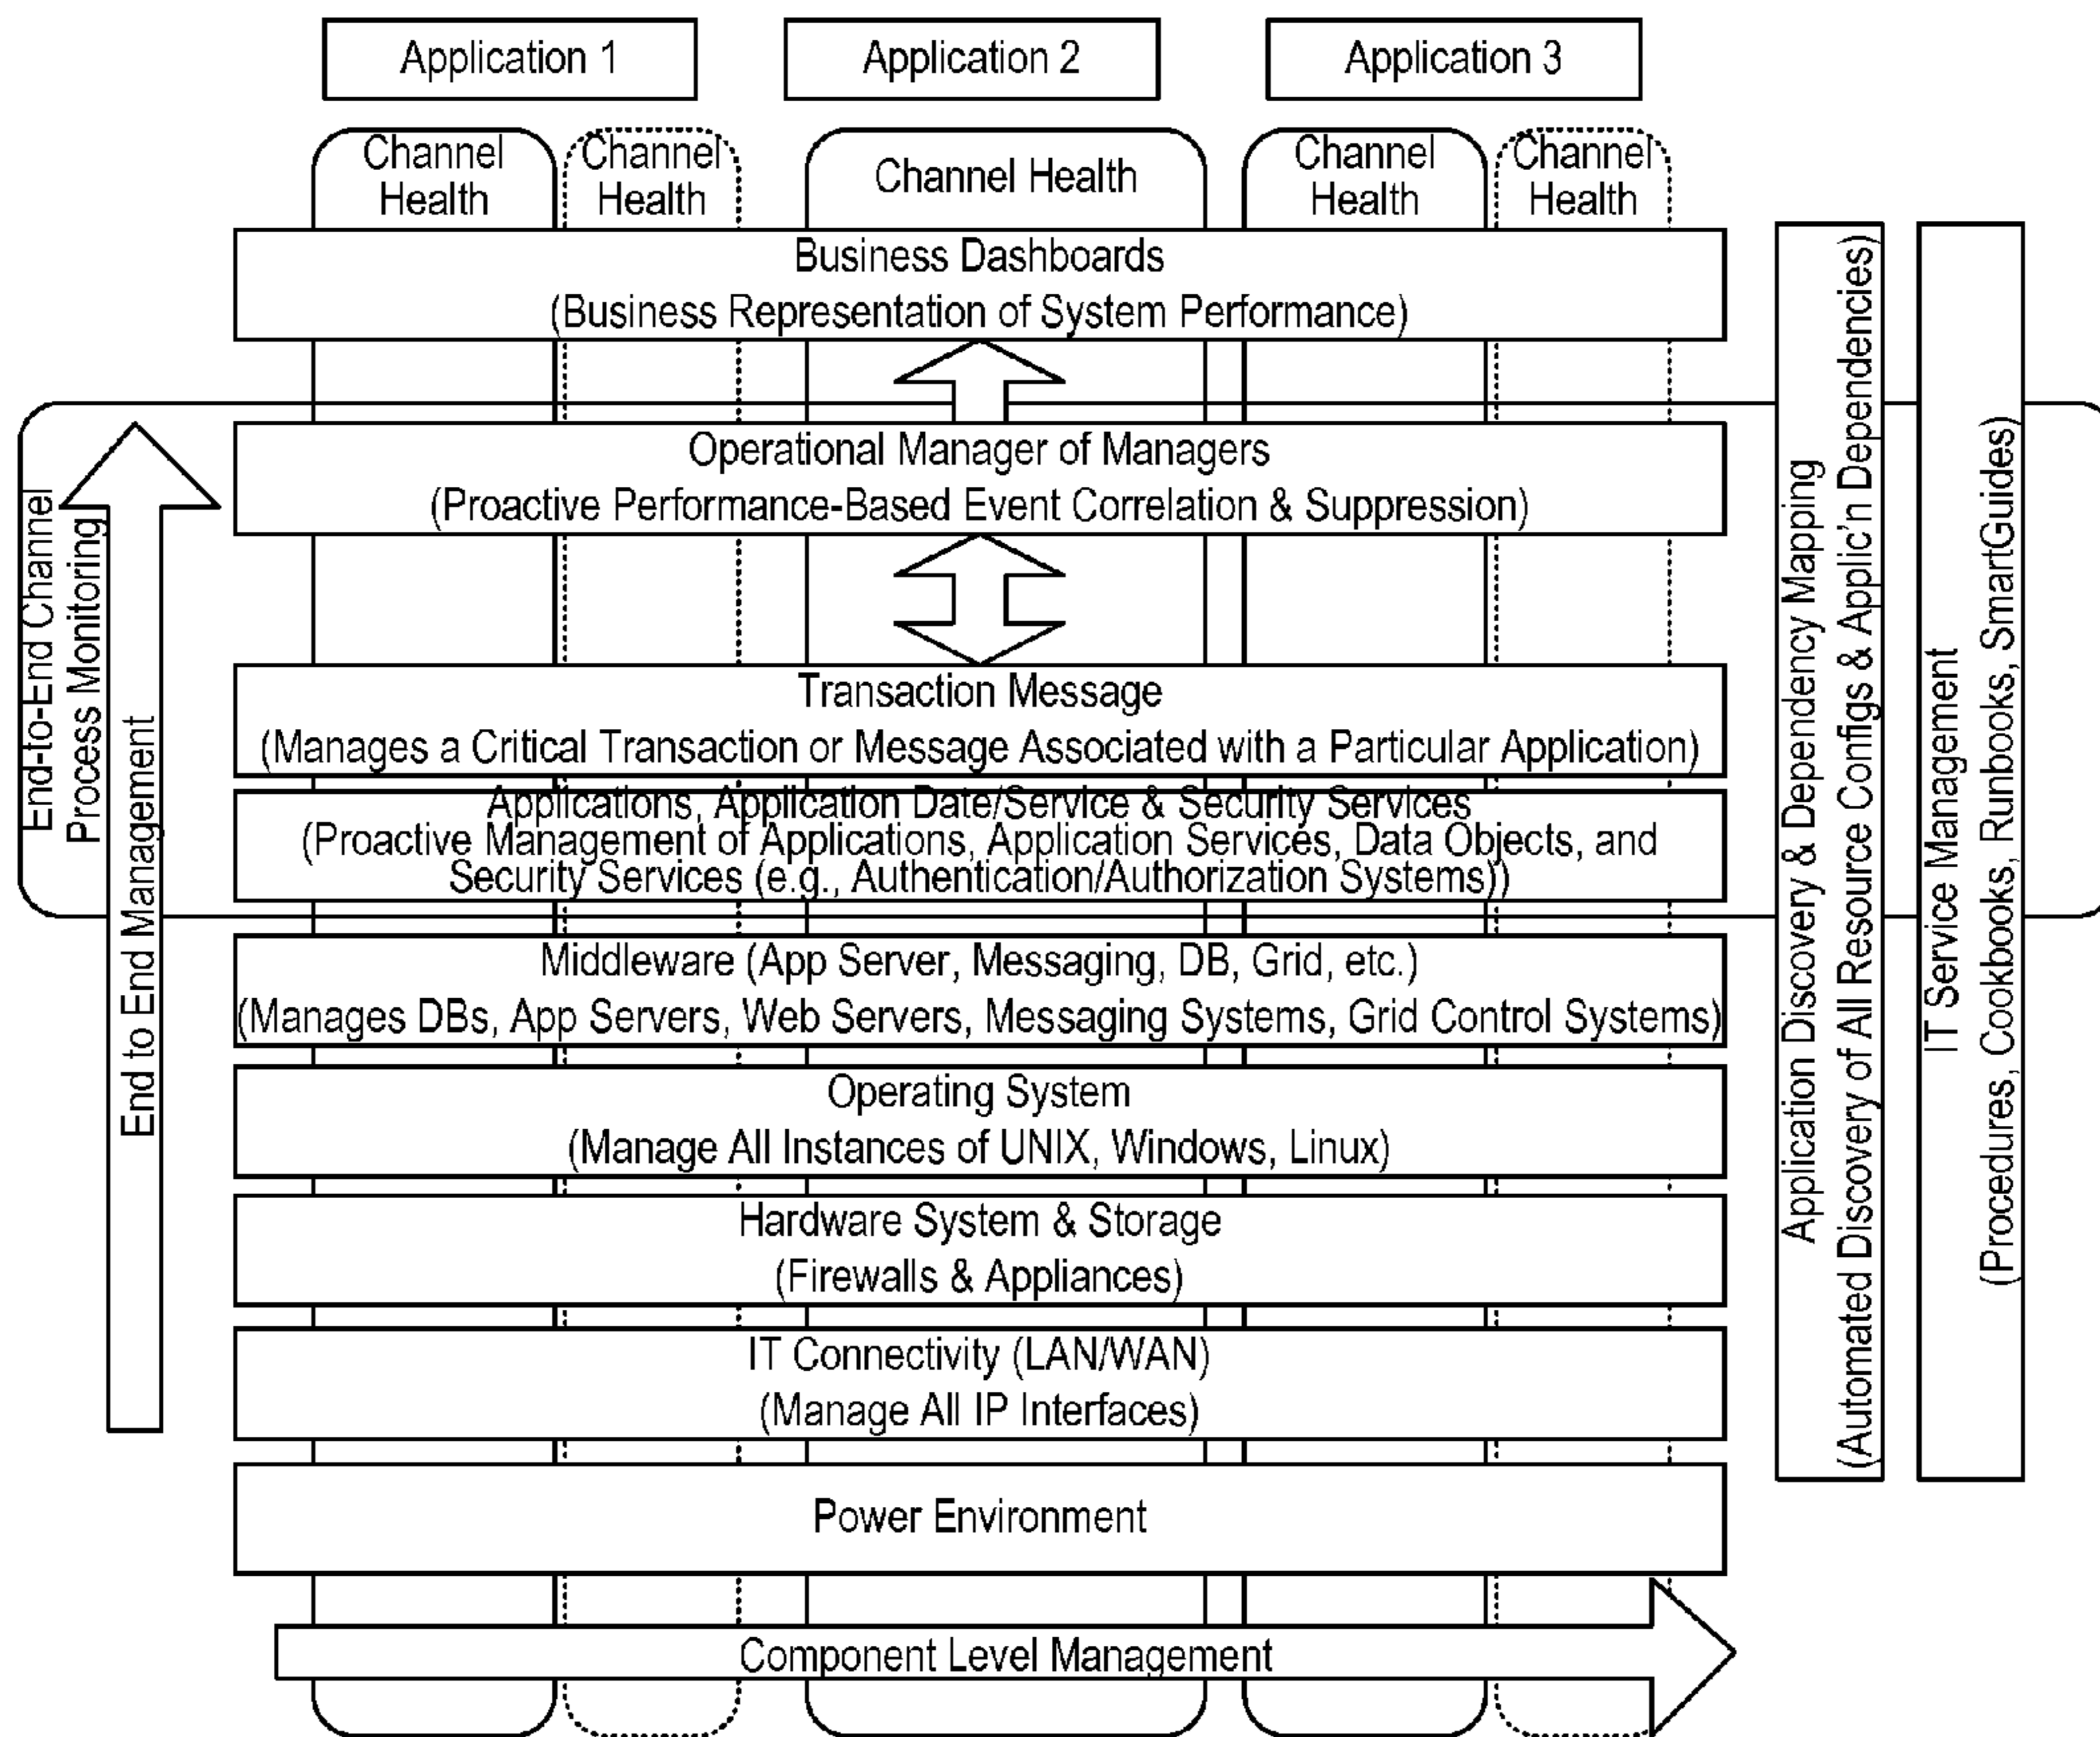 Application 1
Application 2
Application 3
Channel
Health
Channel
Health
Channel Health
Channel
Health
Channel
Health
Business Dashboards
(Business Representation of System Performance)
Operational Manager of Managers
(Proactive Performance-Based Event Correlation & Suppression)
Transaction Message
(Manages a Critical Transaction or Message Associated with a Particular Application)
Applications, Application Date/Service & Security Services
(Proactive Management of Applications, Application Services, Data Objects, and
Security Services (e.g., Authentication/Authorization Systems))
Middleware (App Server, Messaging, DB, Grid, etc.)
(Manages DBs, App Servers, Web Servers, Messaging Systems, Grid Control Systems)
Operating System
(Manage All Instances of UNIX, Windows, Linux)
Hardware System & Storage
(Firewalls & Appliances)
IT Connectivity (LAN/WAN)
(Manage All IP Interfaces)
Power Environment
Component Level Management
End-to-End Channel
Process Monitoring
End to End Management
Application Discovery & Dependency Mapping
(Automated Discovery of All Resource Configs & Applic'n Dependencies)
IT Service Management
(Procedures, Cookbooks, Runbooks, SmartGuides)